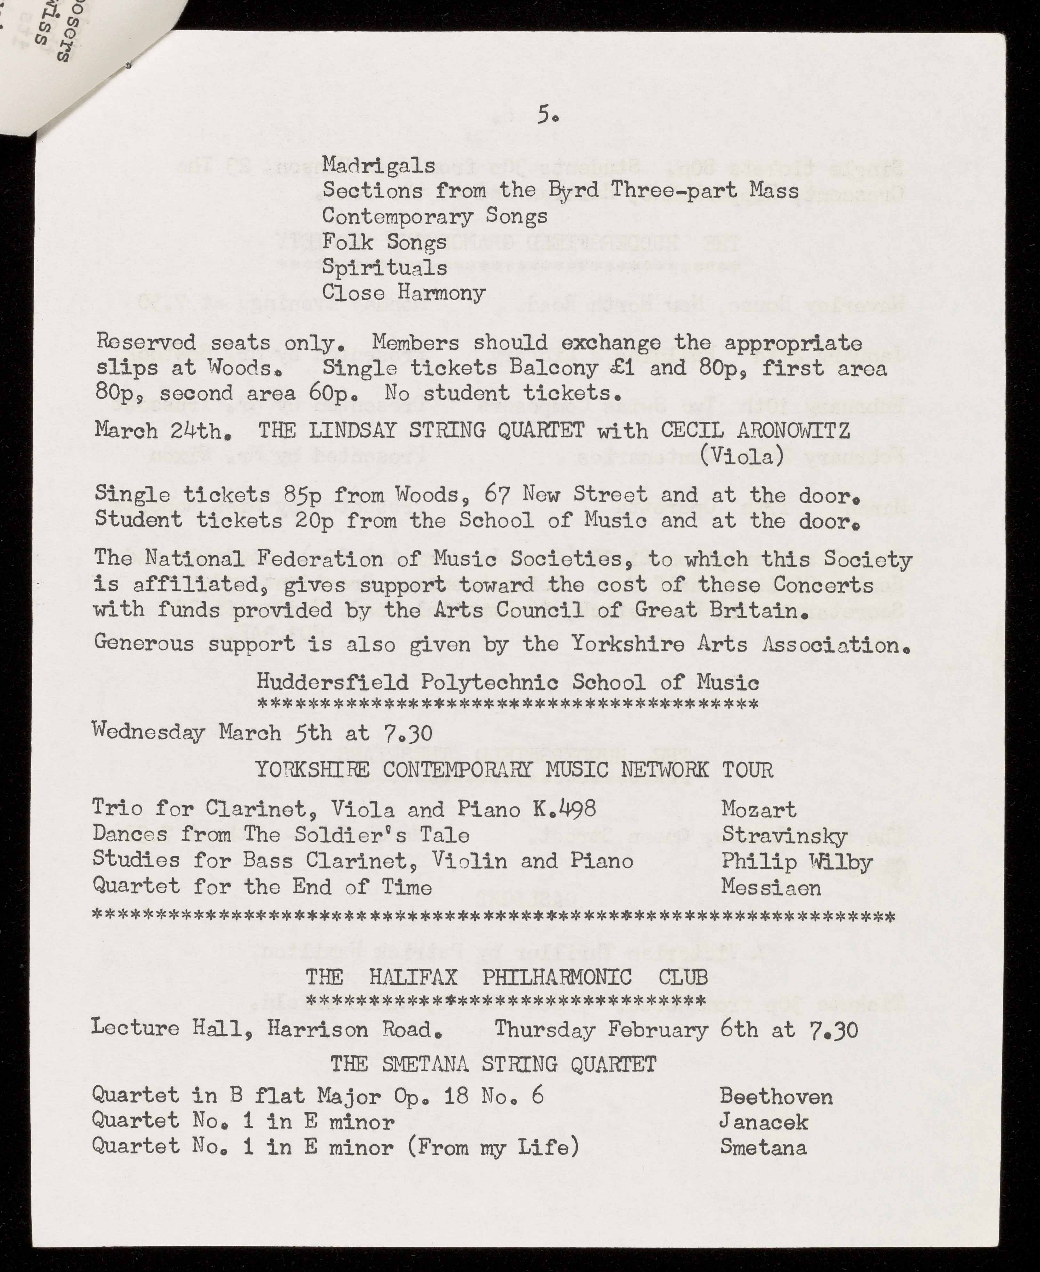 osers
wiss
5.
Madrigals
Sections from the Byrd Three-part Mass
Contemporary Songs
Folk Songs
Spirituals
Close Harmony
Reserved seats only. Members should exchange the appropriate
slips at Woods. Single tickets Balcony £1 and 80p, first area
80p, second area 60p. No student tickets.
March 24th. THE LINDSAY STRING QUARTET with CECIL ARONOWITZ
(Viola)
Single tickets 85p from Woods, 67 New Street and at the door.
Student tickets 20p from the School of Music and at the door.
The National Federation of Music Societies, to which this Society
is affiliated, gives support toward the cost of these Concerts
with funds provided by the Arts Council of Great Britain.
Generous support is also given by the Yorkshire Arts Association.
Huddersfield Polytechnic School of Music
****************************************
Wednesday March 5th at 7.30
YORKSHIRE CONTEMPORARY MUSIC NETWORK TOUR
Trio for Clarinet, Viola and Piano K.498 Mozart
Dances from The Soldier's Tale Stravinsky
Studies for Bass Clarinet, Violin and Piano Philip Wilby
Quartet for the End of Time Messiaen
****************************************************************
THE HALIFAX PHILHARMONIC CLUB
********************************
Lecture Hall, Harrison Road. Thursday February 6th at 7.30
THE SMETANA STRING QUARTET
Quartet in B flat Major Op. 18 No. 6 Beethoven
Quartet No. 1 in E minor Janacek
Quartet No. 1 in E minor (From my Life) Smetana